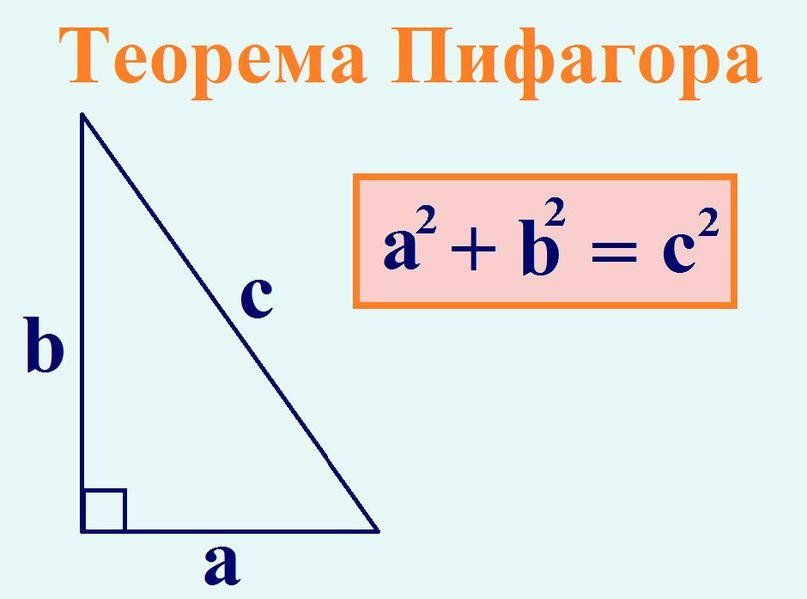 Теорема Пифагора
a² + b² = c²
c
b
a